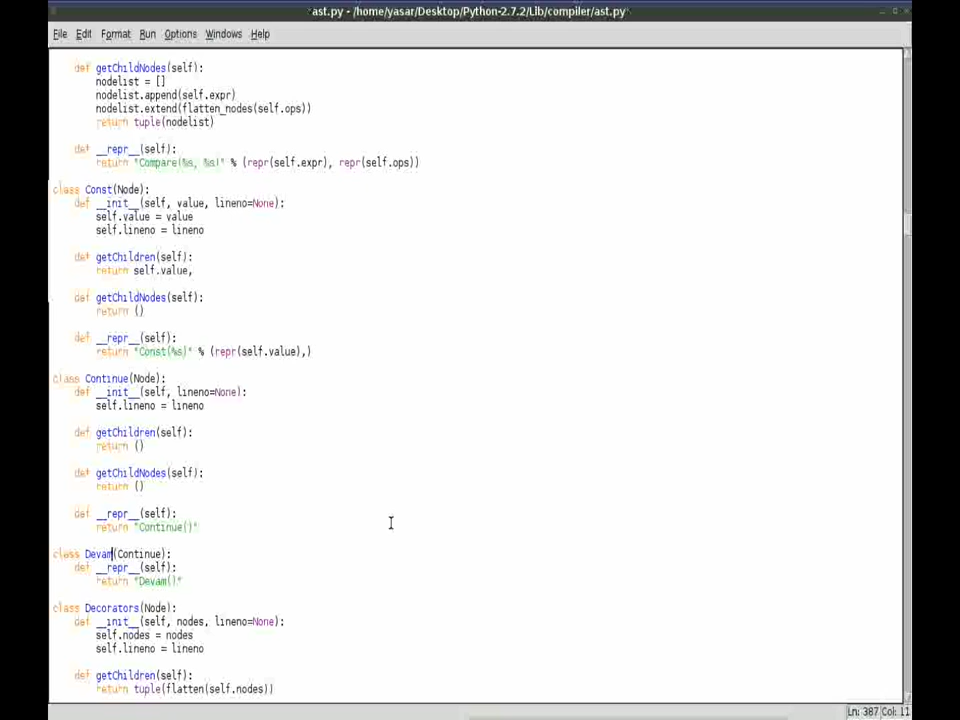 *ast.py - /home/yasar/Desktop/Python-2.7.2/Lib/compiler/ast.py*
File Edit Format Run Options Windows Help
def getChildNodes(self):
nodelist = []
nodelist.append(self.expr)
nodelist.extend(flatten_nodes(self.ops))
return tuple(nodelist)
def __repr__(self):
return "Compare(%s, %s)" % (repr(self.expr), repr(self.ops))
class Const(Node):
def __init__(self, value, lineno=None):
self.value = value
self.lineno = lineno
def getChildren(self):
return self.value,
def getChildNodes(self):
return ()
def __repr__(self):
return "Const(%s)" % (repr(self.value),)
class Continue(Node):
def __init__(self, lineno=None):
self.lineno = lineno
def getChildren(self):
return ()
def getChildNodes(self):
return ()
def __repr__(self):
return "Continue()"
class Devam(Continue):
def __repr__(self):
return "Devam()"
class Decorators(Node):
def __init__(self, nodes, lineno=None):
self.nodes = nodes
self.lineno = lineno
def getChildren(self):
return tuple(flatten(self.nodes))
Ln: 387 Col: 11